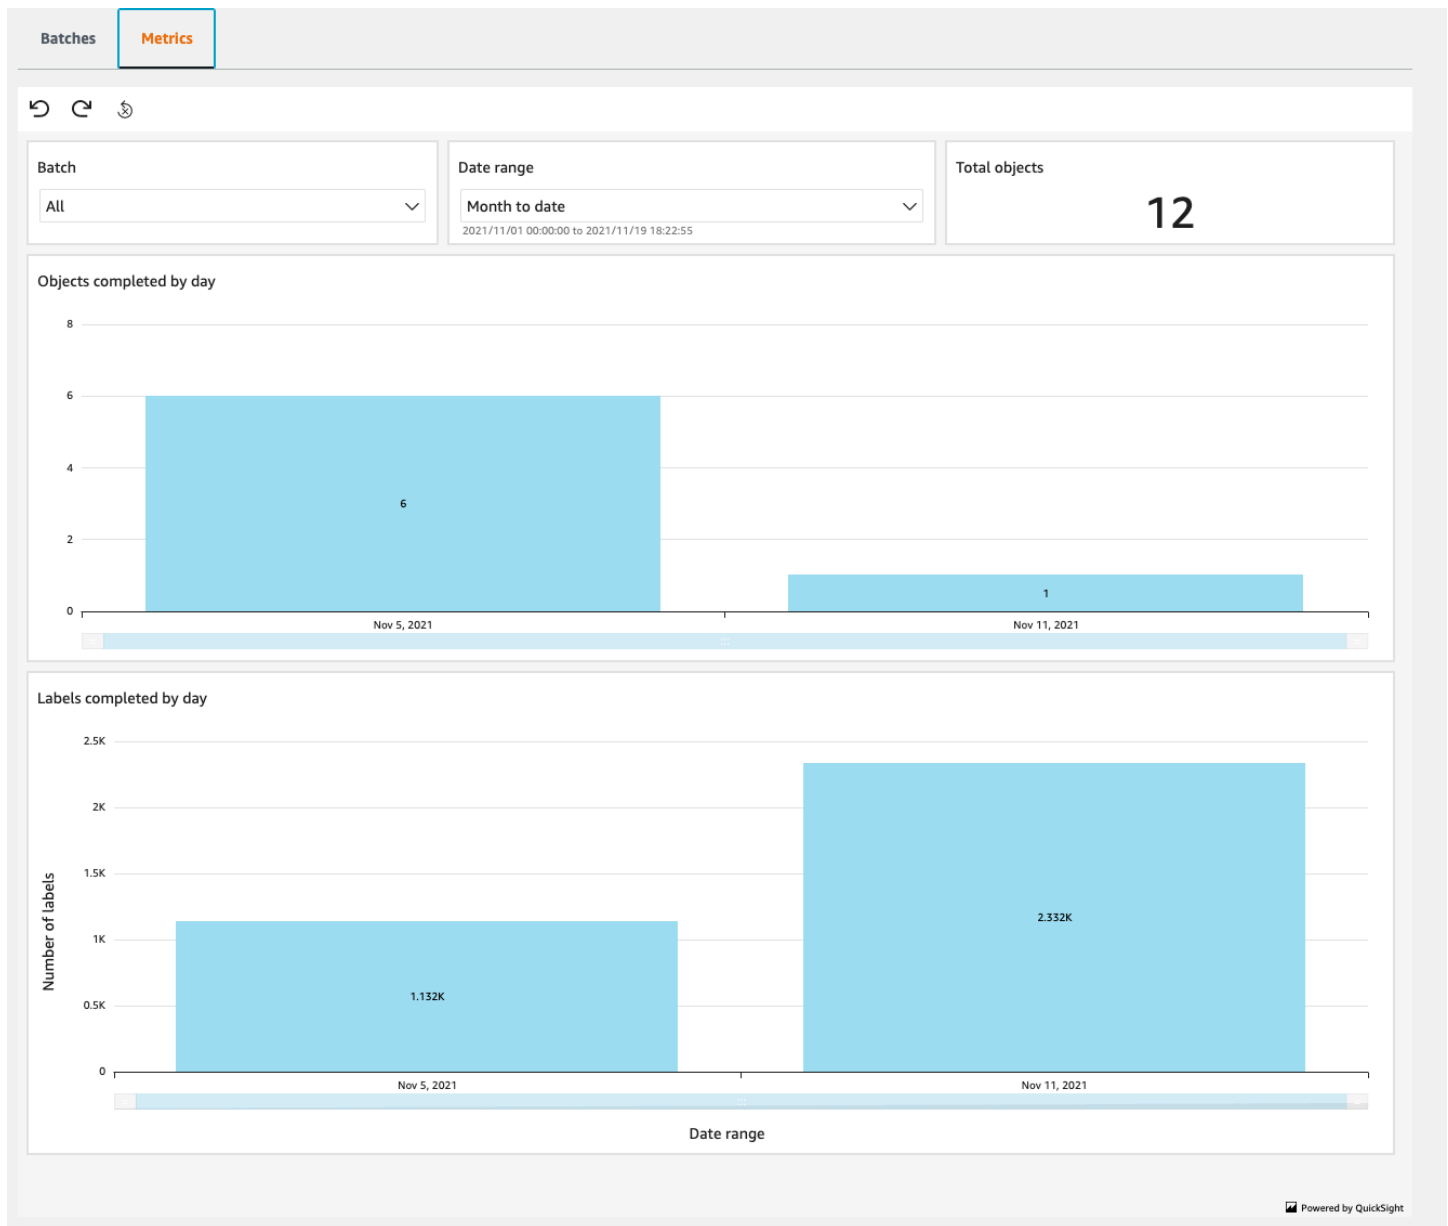 Batches Metrics
Batch
All
Date range
Month to date
2021/11/01 00:00:00 to 2021/11/19 18:22:55
Total objects
12
Objects completed by day
8
6
4
2
0
6
1
Nov 5, 2021 Nov 11, 2021
Labels completed by day
Number of labels
2.5K
2K
1.5K
1K
0.5K
0
1.132K
2.332K
Nov 5, 2021 Nov 11, 2021
Date range
Powered by QuickSight